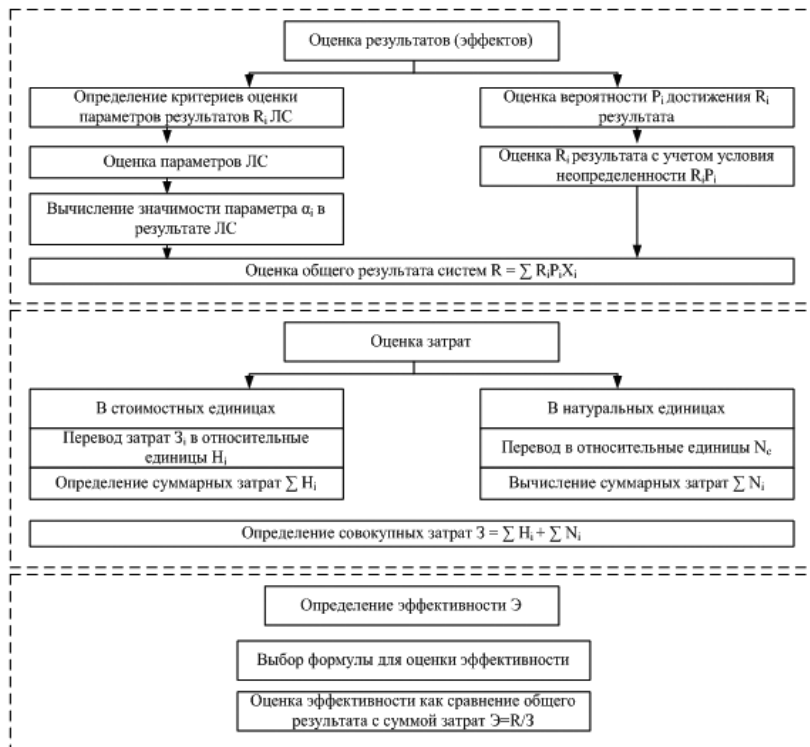 Оценка результатов (эффектов)
Определение критериев оценки
параметров результатов Rᵢ ЛС
Оценка параметров ЛС
Вычисление значимости параметра αᵢ в
результате ЛС
Оценка вероятности Pᵢ достижения Rᵢ
результата
Оценка Rᵢ результата с учетом условия
неопределенности RᵢPᵢ
Оценка общего результата систем R = ∑ RᵢPᵢXᵢ
Оценка затрат
В стоимостных единицах
Перевод затрат Зᵢ в относительные
единицы Hᵢ
Определение суммарных затрат ∑ Hᵢ
В натуральных единицах
Перевод в относительные единицы Nₑ
Вычисление суммарных затрат ∑ Nᵢ
Определение совокупных затрат З = ∑ Hᵢ + ∑ Nᵢ
Определение эффективности Э
Выбор формулы для оценки эффективности
Оценка эффективности как сравнение общего
результата с суммой затрат Э=R/З